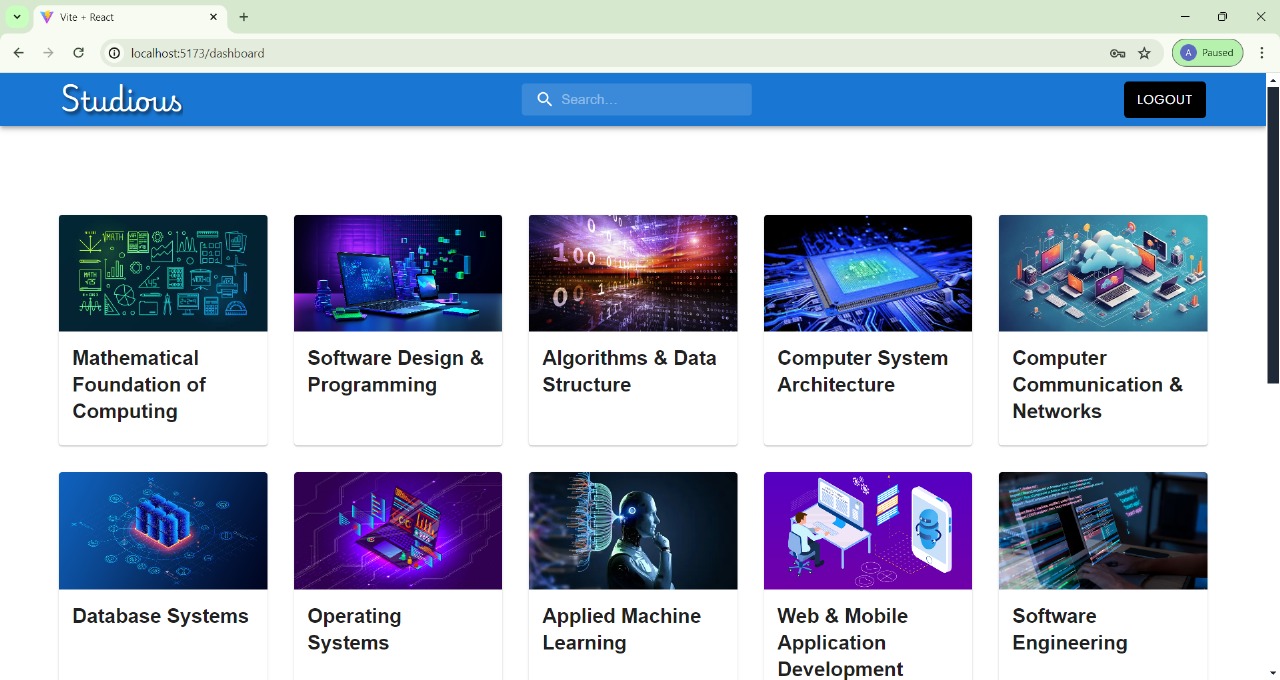 Vite + React
localhost:5173/dashboard
A Paused
Studious
Search...
LOGOUT
Mathematical
Foundation of
Computing
Software Design &
Programming
Algorithms & Data
Structure
Computer System
Architecture
Computer
Communication &
Networks
Database Systems
Operating
Systems
Applied Machine
Learning
Web & Mobile
Application
Development
Software
Engineering